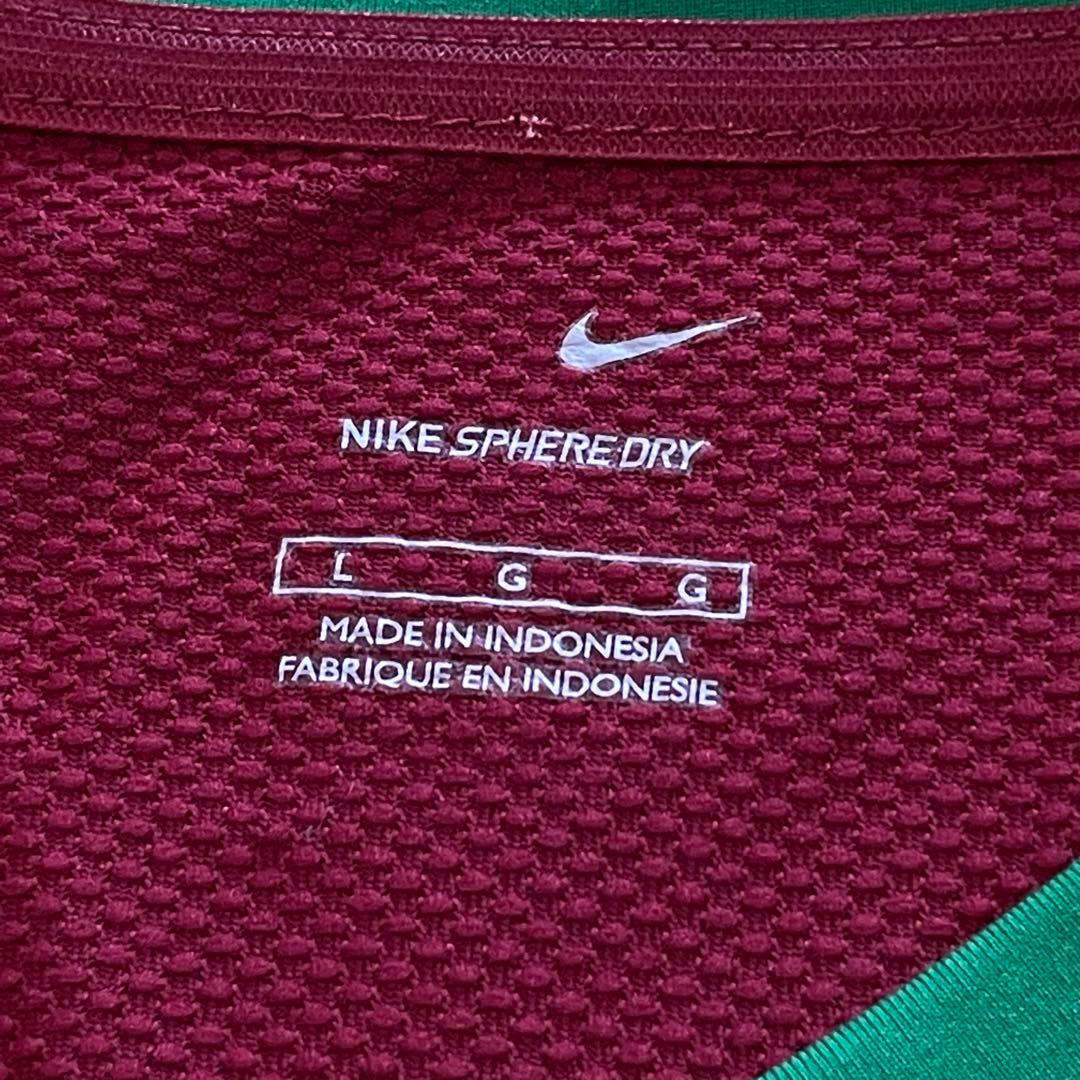 NIKE SPHERE DRY
L G G
MADE IN INDONESIA
FABRIQUE EN INDONESIE